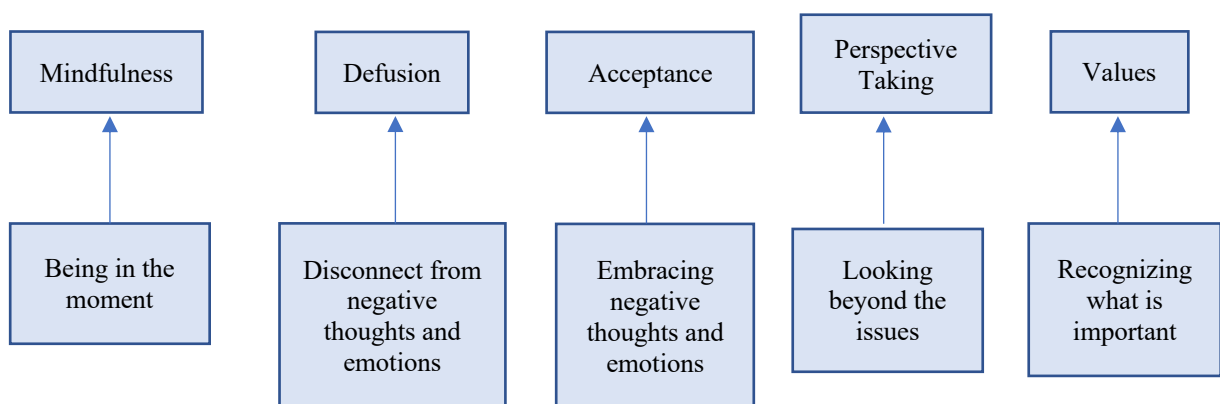 Mindfulness
Defusion
Acceptance
Perspective
Taking
Values
Being in the
moment
Disconnect from
negative
thoughts and
emotions
Embracing
negative
thoughts and
emotions
Looking
beyond the
issues
Recognizing
what is
important